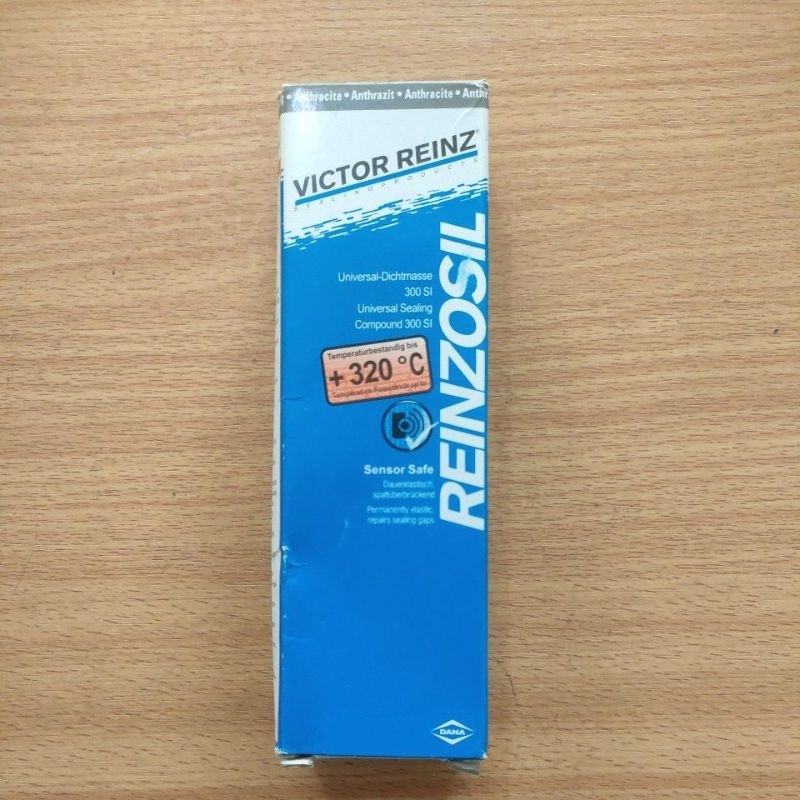 • Anthracite • Anthrazit • Anthracite • Anthr
VICTOR REINZ®
SEALING PRODUCTS
REINZOSIL
Universal-Dichtmasse
300 SI
Universal Sealing
Compound 300 SI
Temperaturbeständig bis
+ 320 °C
Temperature Resistance up to
Sensor Safe
Dauerelastisch,
spaltüberbrückend
Permanently elastic,
repairs sealing gaps
DANA